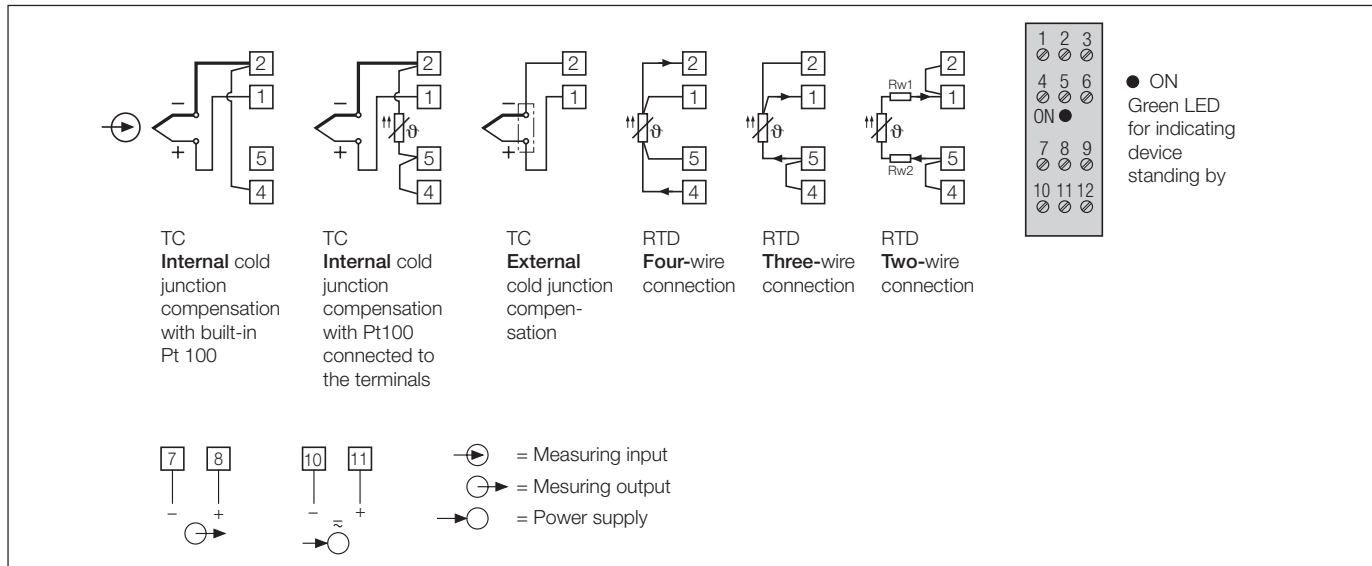 2
1
5
4
−
+
TC
Internal cold
junction
compensation
with built-in
Pt 100
2
1
5
4
−
+
ϑ
TC
Internal cold
junction
compensation
with Pt100
connected to
the terminals
2
1
−
+
TC
External
cold junction
compen-
sation
2
1
5
4
ϑ
RTD
Four-wire
connection
2
1
5
4
ϑ
RTD
Three-wire
connection
2
1
5
4
Rw1
ϑ
Rw2
RTD
Two-wire
connection
1 2 3
4 5 6
ON
7 8 9
10 11 12
ON
Green LED
for indicating
device
standing by
7 8
− +
10 11
− +
= Measuring input
= Mesuring output
= Power supply